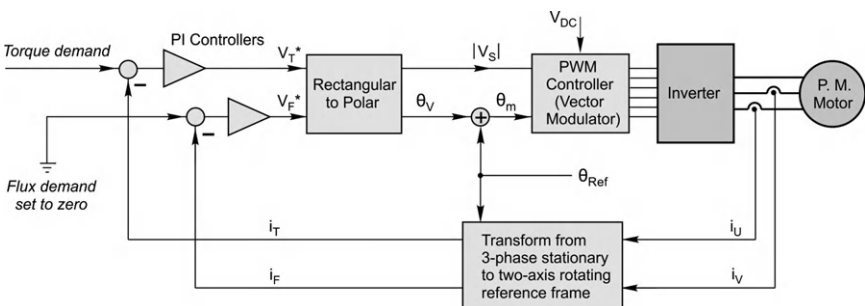 V_DC
PI Controllers
Torque demand
V_T*
|V_S|
Rectangular
to Polar
PWM
Controller
(Vector
Modulator)
Inverter
P. M.
Motor
V_F*
θ_V
θ_m
Flux demand
set to zero
θ_Ref
i_T
Transform from
3-phase stationary
to two-axis rotating
reference frame
i_U
i_F
i_V